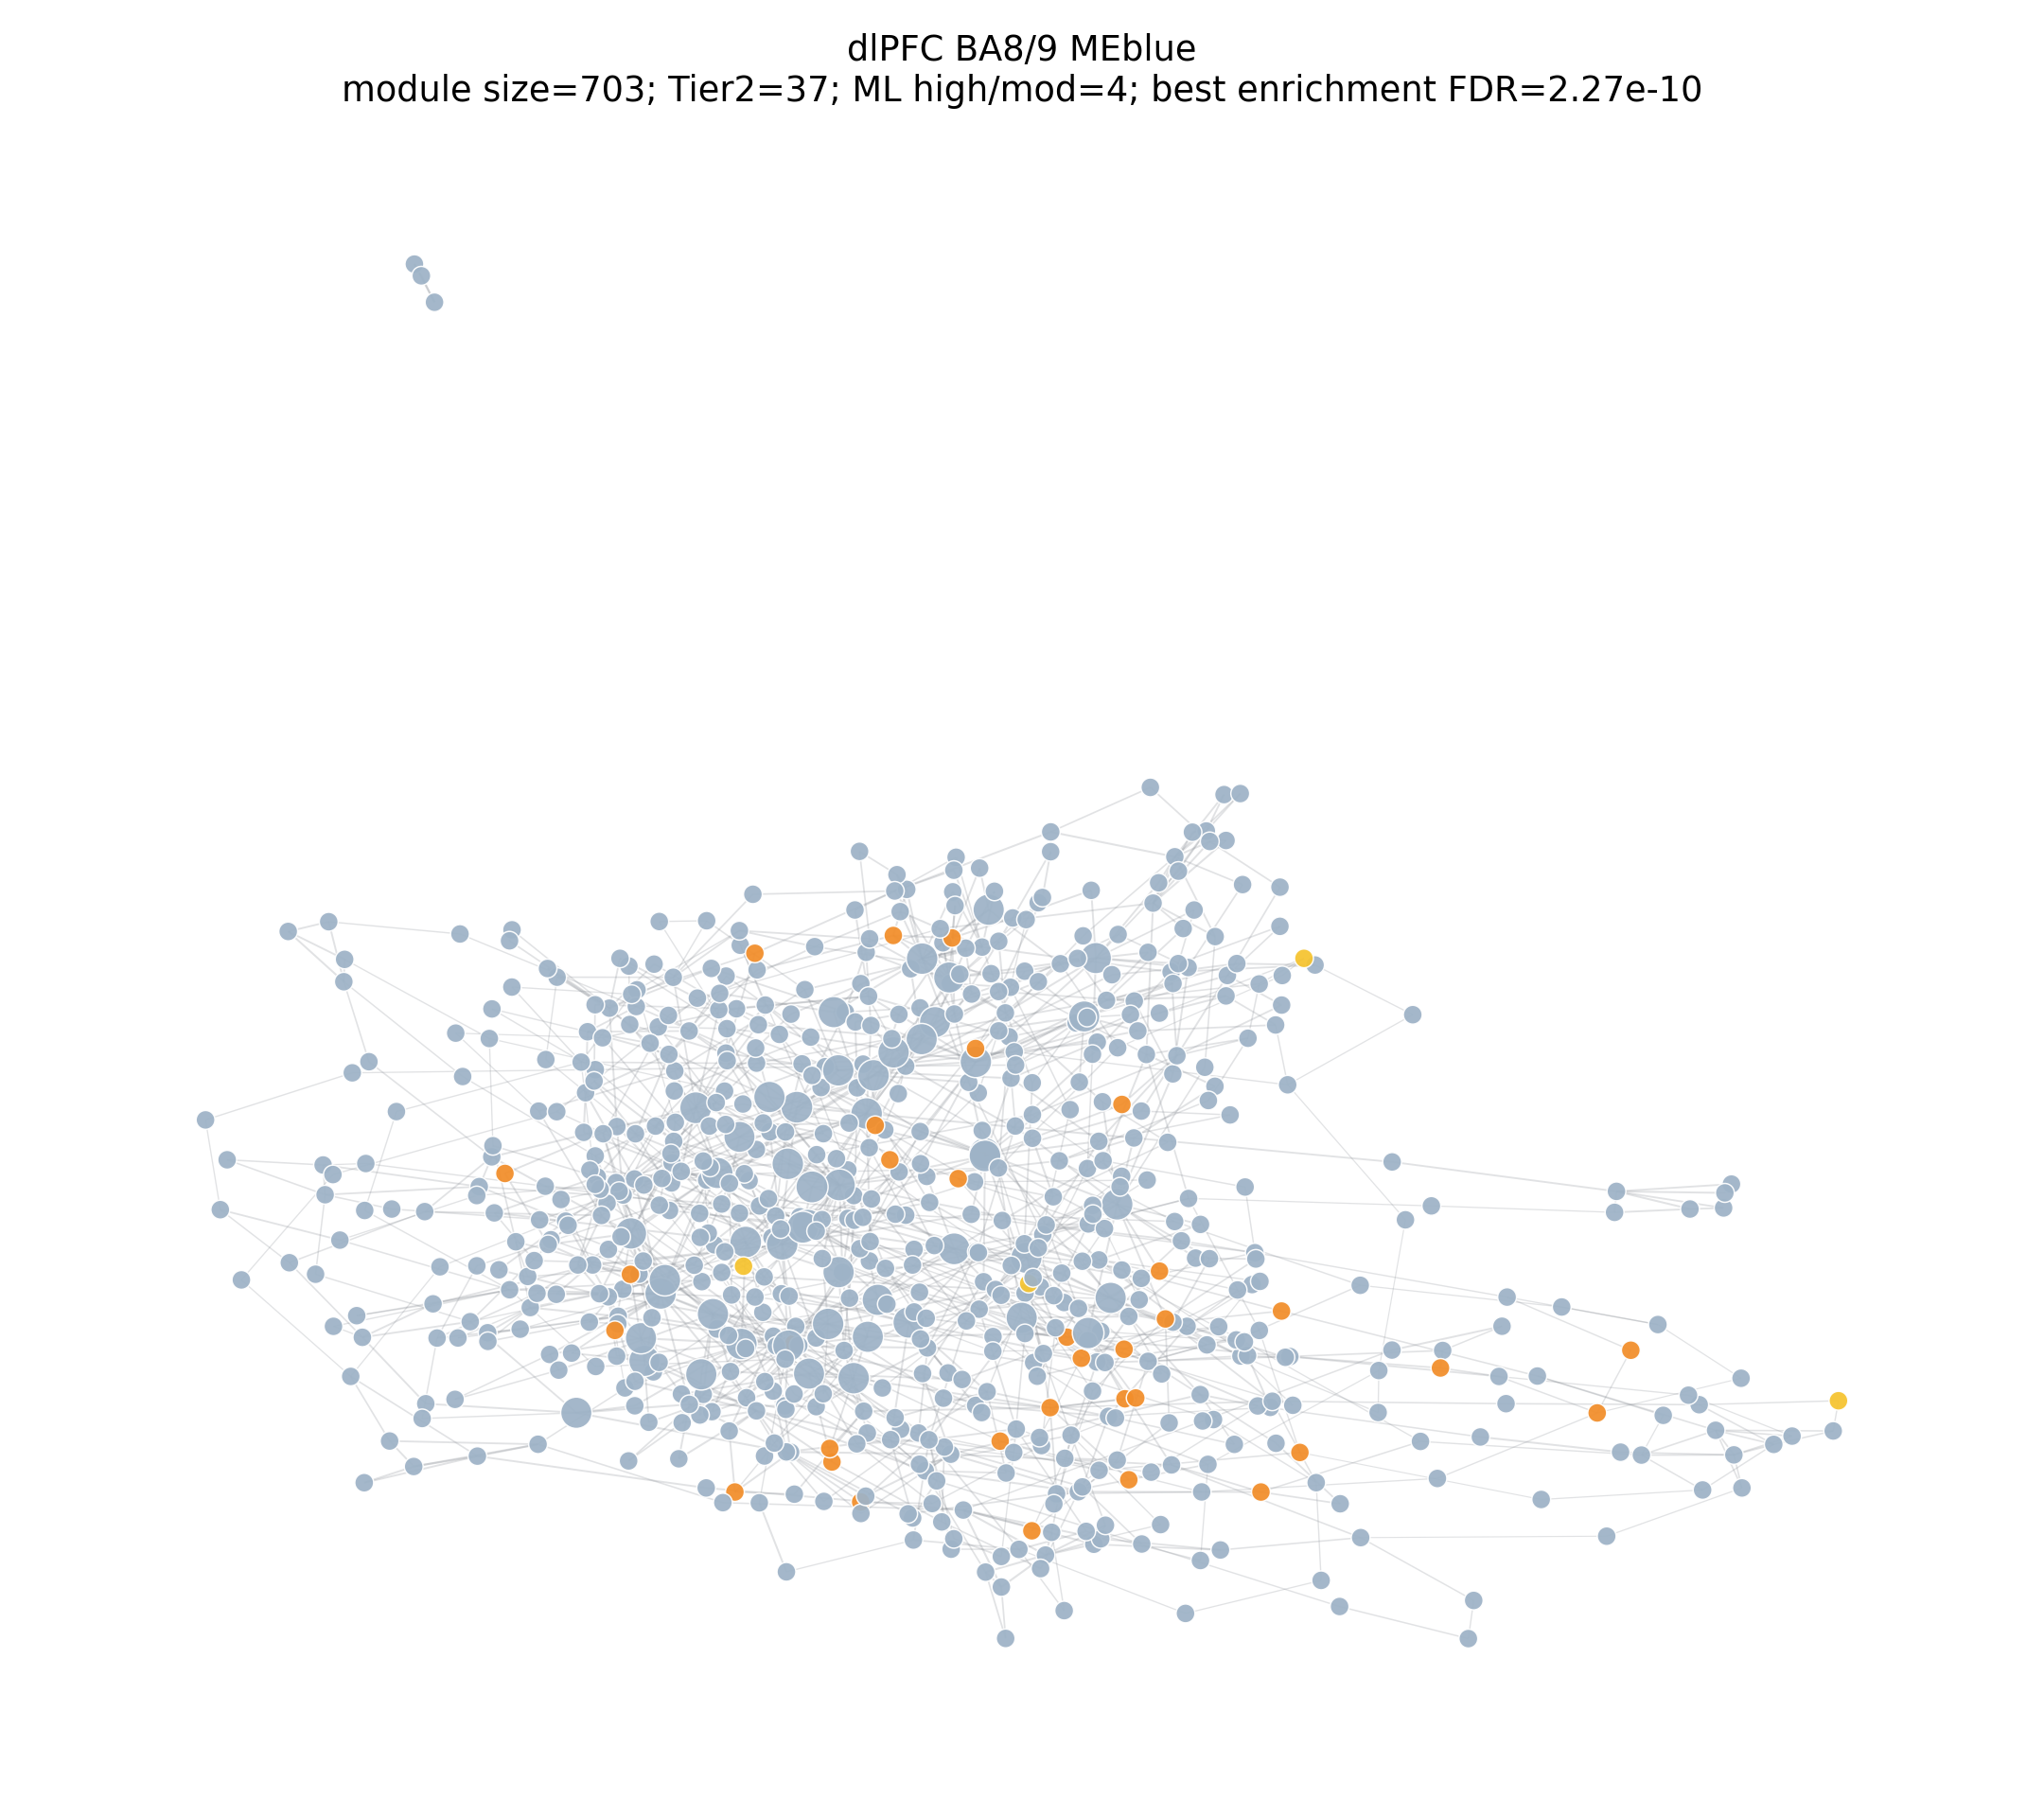 dlPFC BA8/9 MEblue
module size=703; Tier2=37; ML high/mod=4; best enrichment FDR=2.27e-10